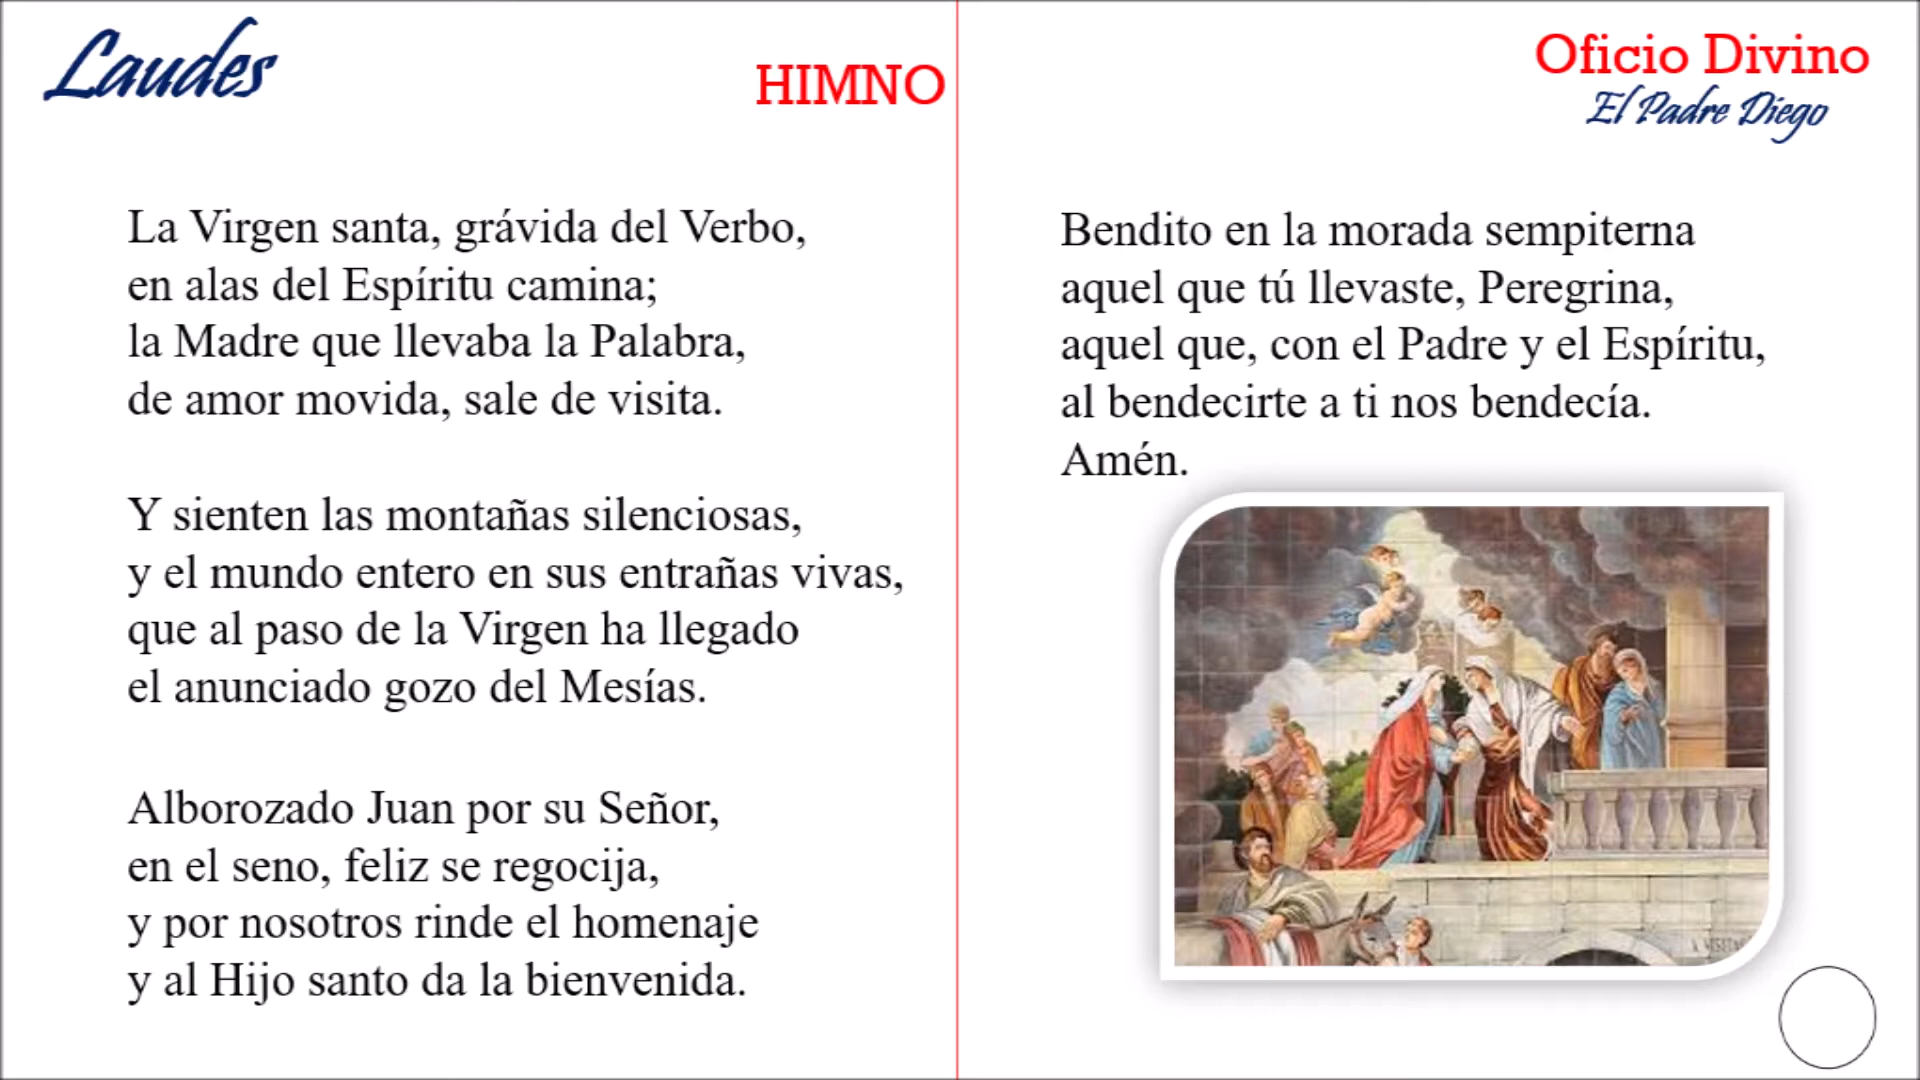 Laudes
HIMNO
La Virgen santa, grávida del Verbo,
en alas del Espíritu camina;
la Madre que llevaba la Palabra,
de amor movida, sale de visita.
Y sienten las montañas silenciosas,
y el mundo entero en sus entrañas vivas,
que al paso de la Virgen ha llegado
el anunciado gozo del Mesías.
Alborozado Juan por su Señor,
en el seno, feliz se regocija,
y por nosotros rinde el homenaje
y al Hijo santo da la bienvenida.
Oficio Divino
El Padre Diego
Bendito en la morada sempiterna
aquel que tú llevaste, Peregrina,
aquel que, con el Padre y el Espíritu,
al bendecirte a ti nos bendecía.
Amén.